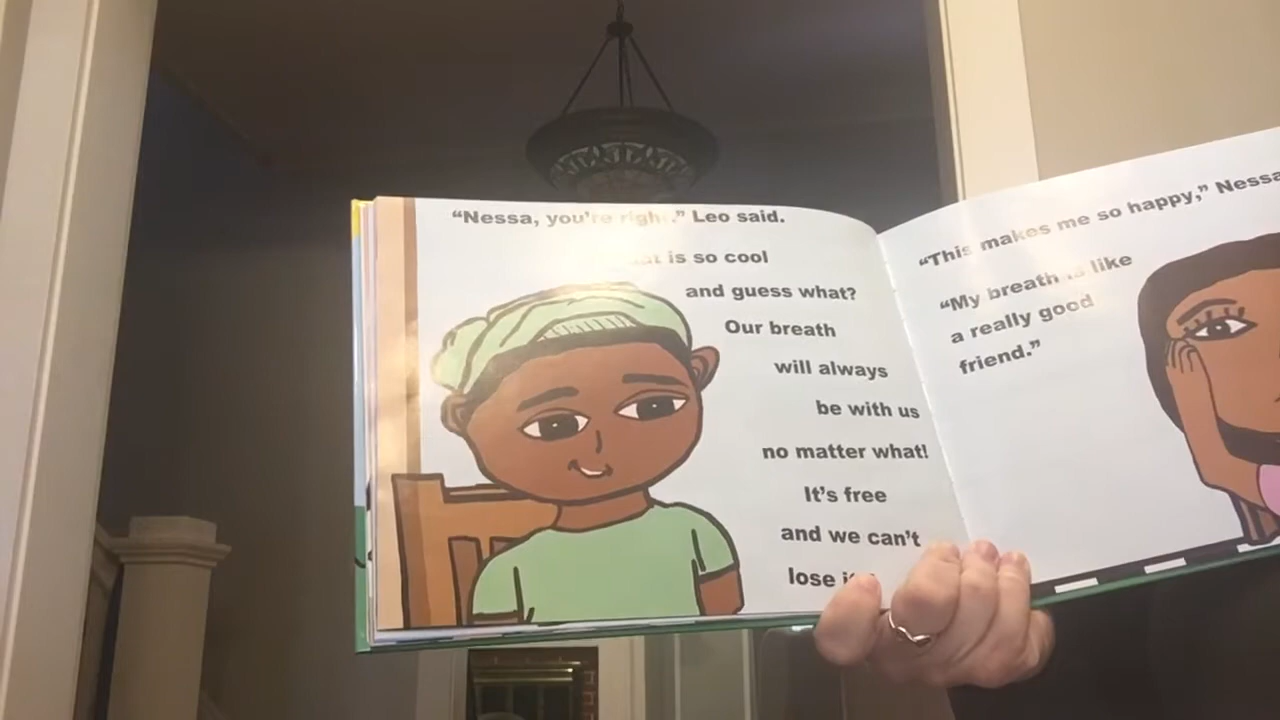 “Nessa, you’re right.” Leo said.
is so cool
and guess what?
Our breath
will always
be with us
no matter what!
It’s free
and we can’t
lose
“This makes me so happy,” Nessa
“My breath is like
a really good
friend.”